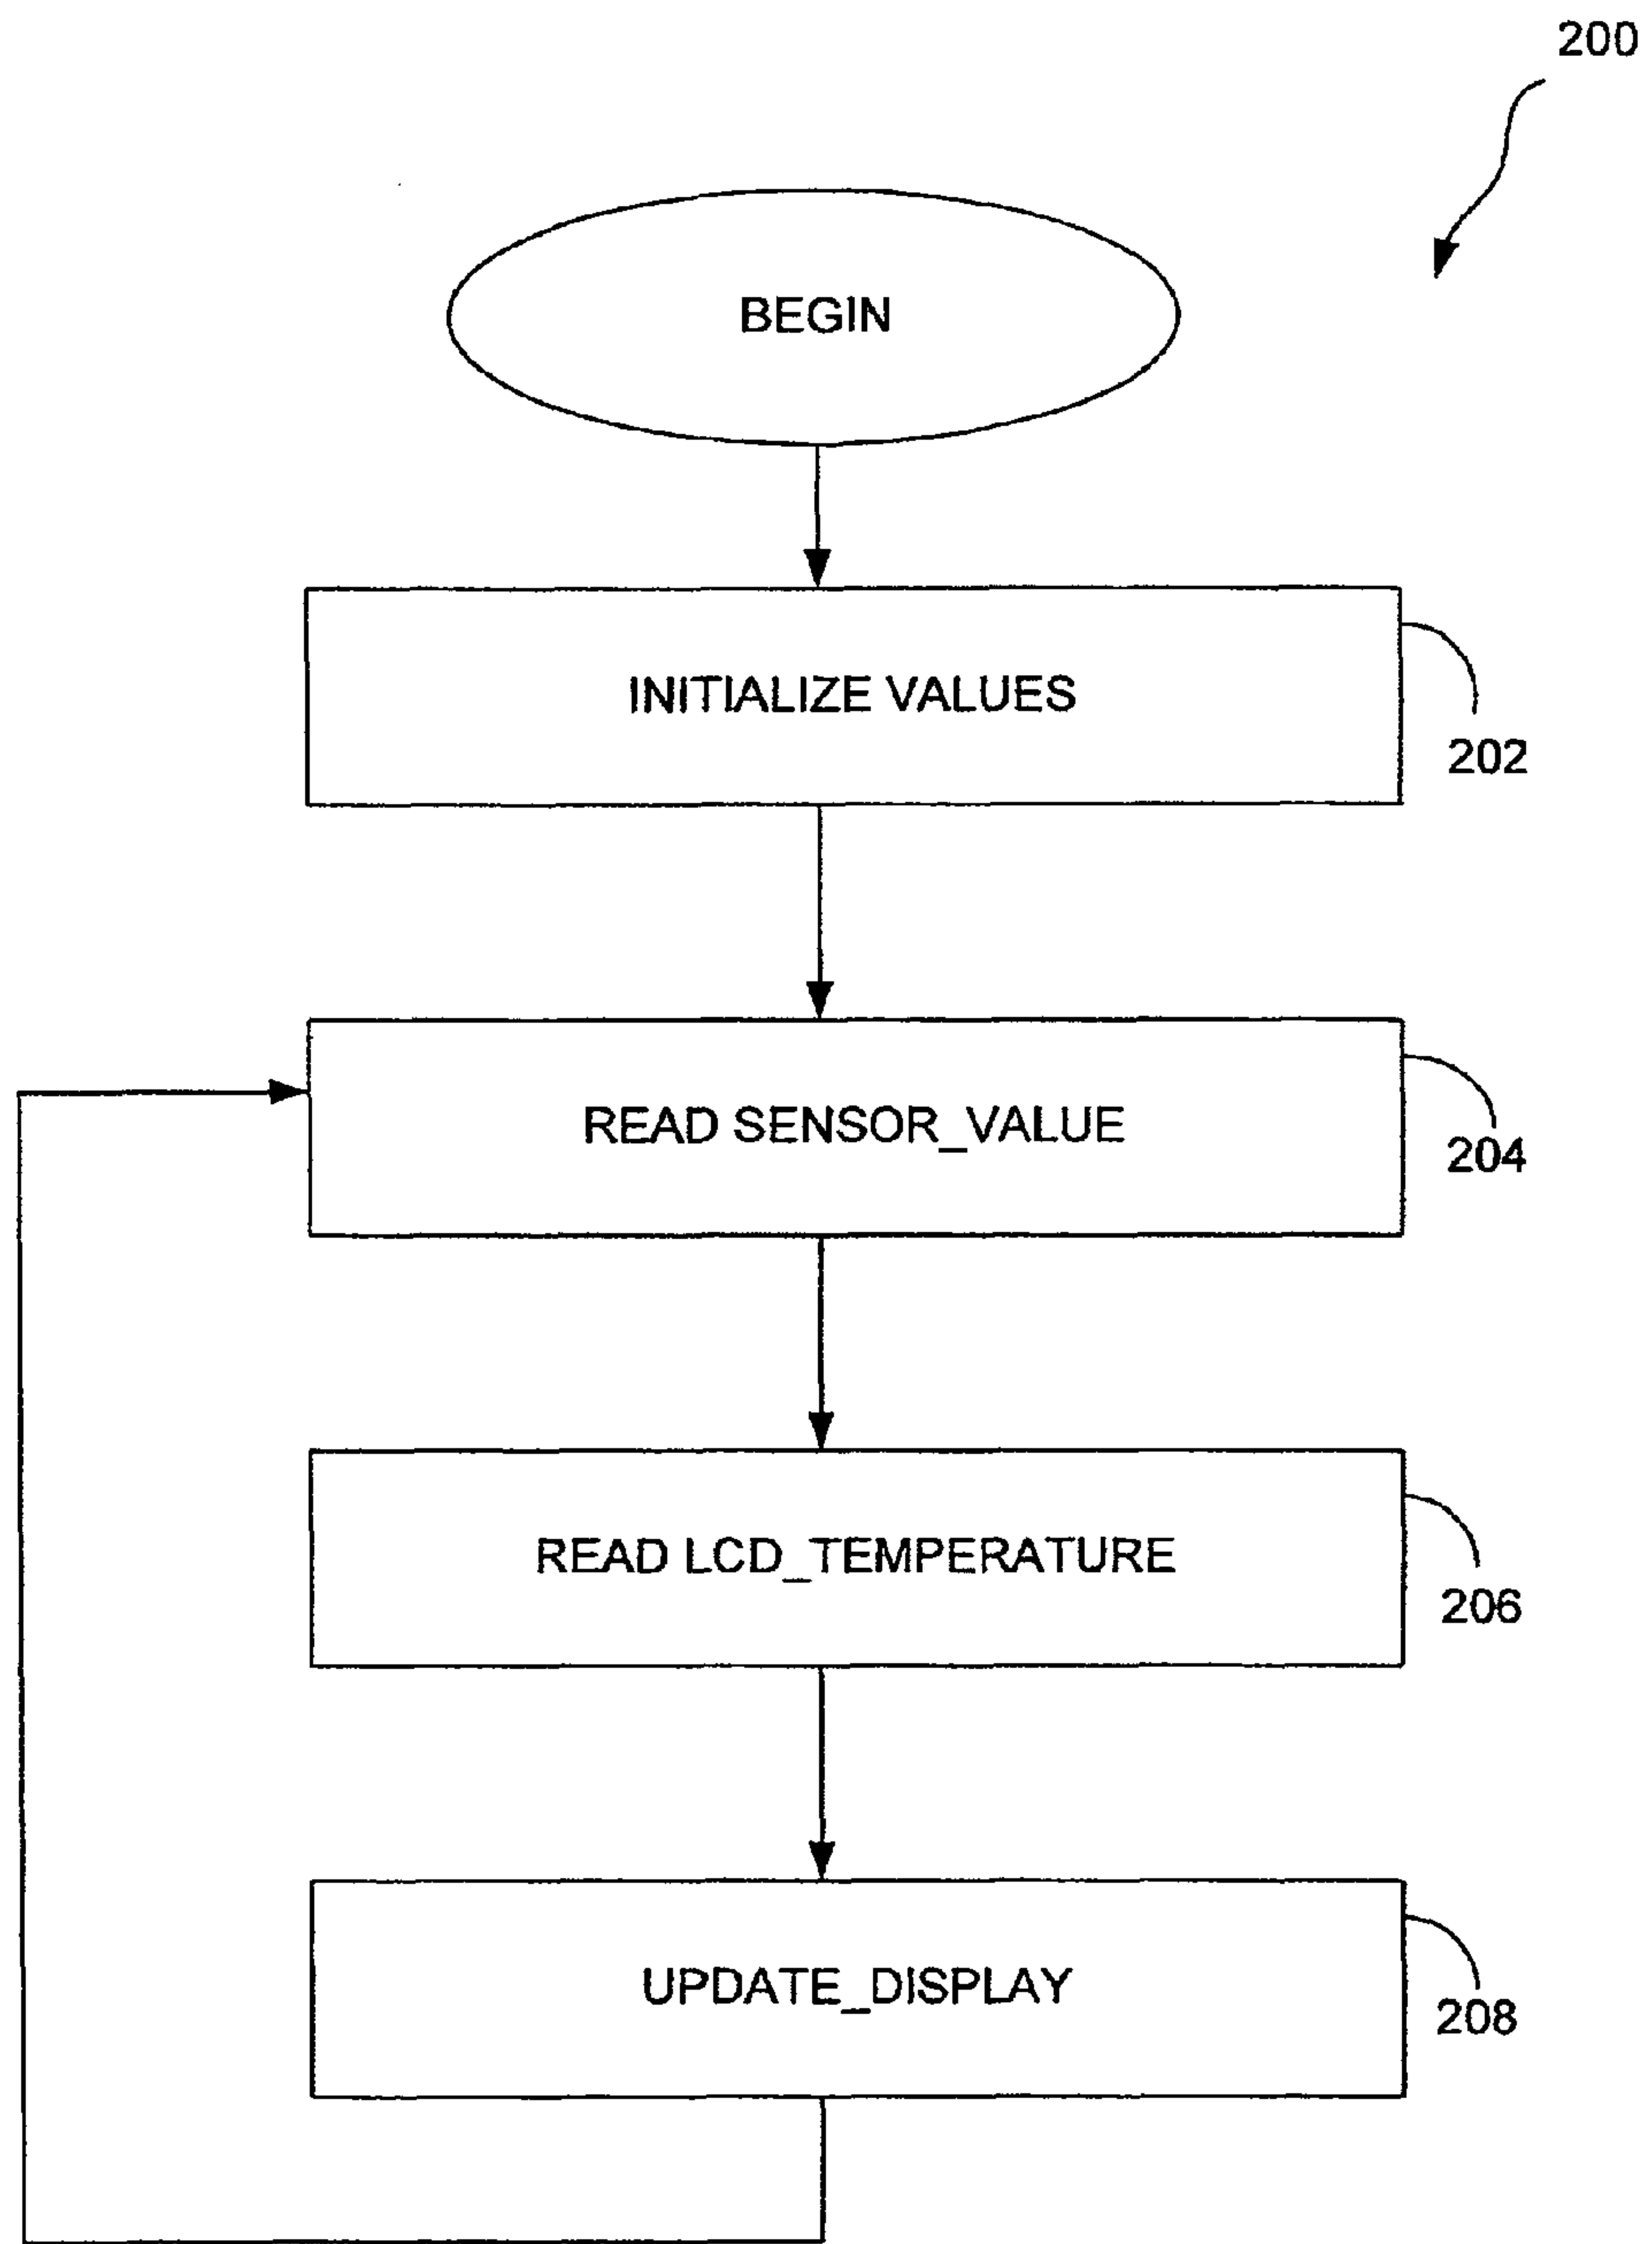 200
BEGIN
INITIALIZE VALUES
202
READ SENSOR_VALUE
204
READ LCD_TEMPERATURE
206
UPDATE_DISPLAY
208